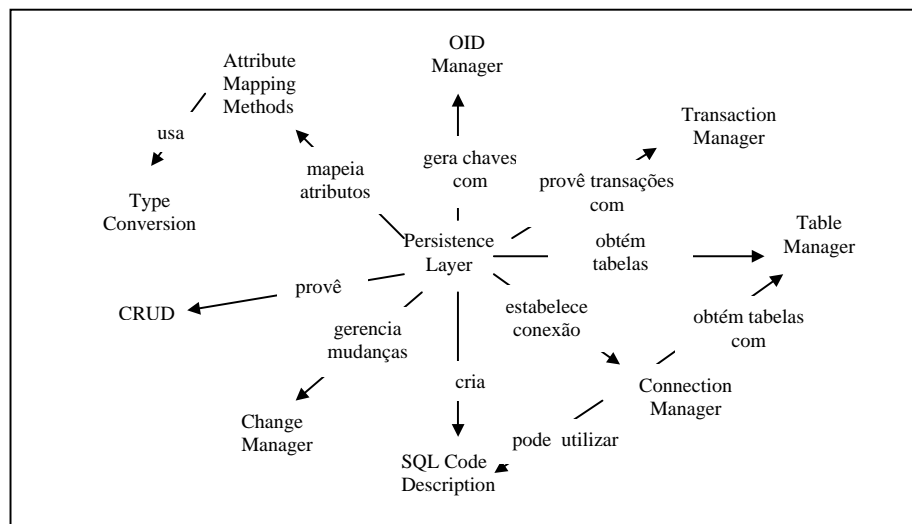 OID
Manager
Attribute
Mapping
Methods
Transaction
Manager
usa
gera chaves
com
mapeia
atributos
provê transações
com
Type
Conversion
Table
Manager
Persistence
Layer
obtém
tabelas
provê
CRUD
estabelece
conexão
obtém tabelas
com
gerencia
mudanças
cria
Connection
Manager
Change
Manager
pode utilizar
SQL Code
Description